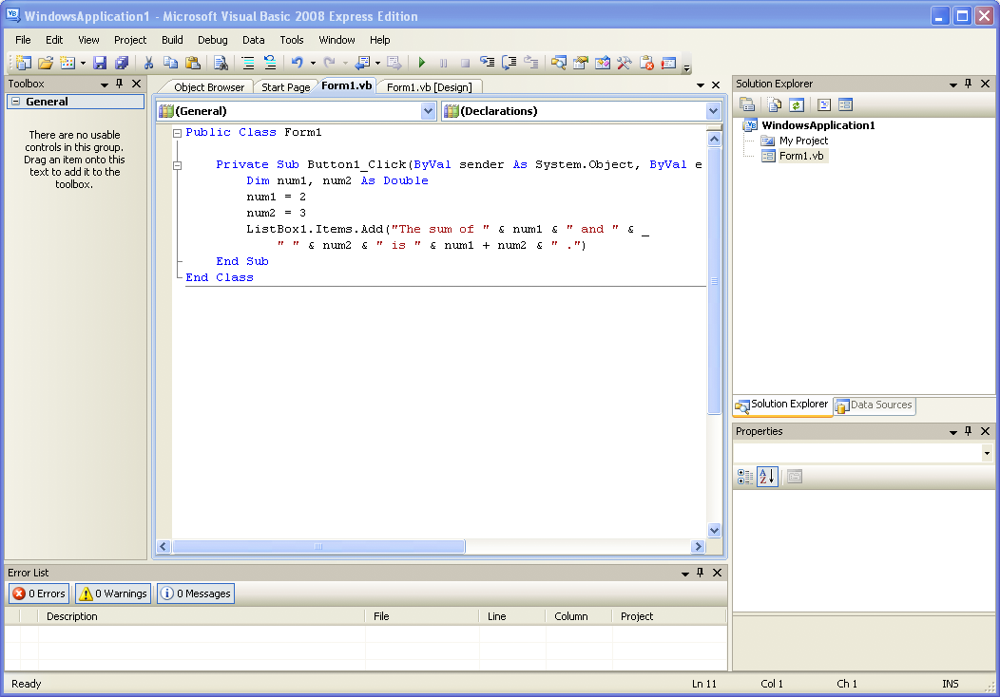 WindowsApplication1 - Microsoft Visual Basic 2008 Express Edition
File Edit View Project Build Debug Data Tools Window Help
Toolbox
General
There are no usable
controls in this group.
Drag an item onto this
text to add it to the
toolbox.
Object Browser Start Page Form1.vb Form1.vb [Design]
(General) (Declarations)
Public Class Form1
Private Sub Button1_Click(ByVal sender As System.Object, ByVal e
Dim num1, num2 As Double
num1 = 2
num2 = 3
ListBox1.Items.Add("The sum of " & num1 & " and " & _
" " & num2 & " is " & num1 + num2 & " .")
End Sub
End Class
Solution Explorer
WindowsApplication1
My Project
Form1.vb
Solution Explorer Data Sources
Properties
Error List
0 Errors 0 Warnings 0 Messages
Description File Line Column Project
Ready Ln 11 Col 1 Ch 1 INS